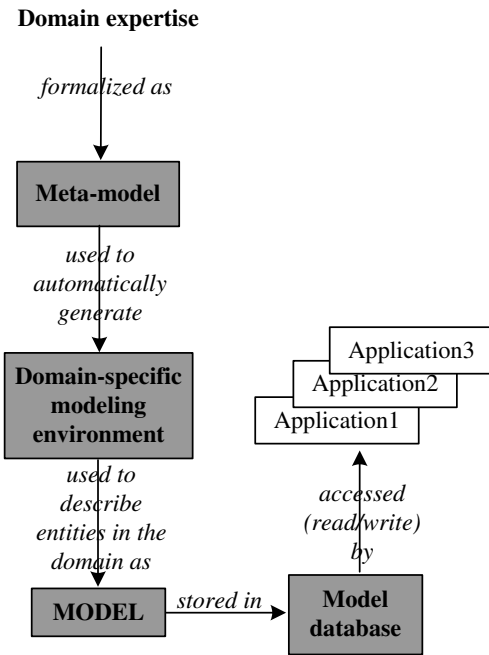 Domain expertise
formalized as
Meta-model
used to
automatically
generate
Domain-specific
modeling
environment
used to
describe
entities in the
domain as
MODEL
stored in
Model
database
accessed
(read/write)
by
Application1
Application2
Application3